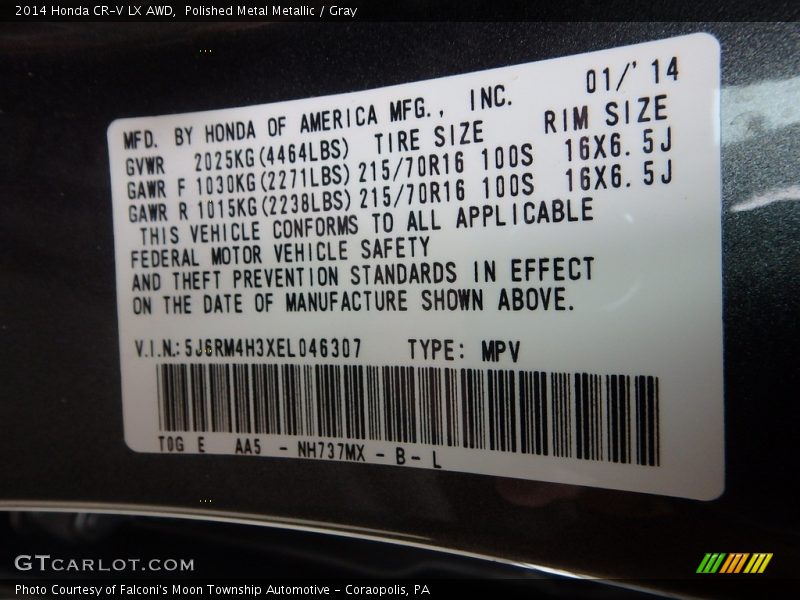 2014 Honda CR-V LX AWD,  Polished Metal Metallic / Gray
01/'14
MFD. BY HONDA OF AMERICA MFG., INC.
GVWR 2025KG(4464LBS) TIRE SIZE RIM SIZE
GAWR F 1030KG(2271LBS) 215/70R16 100S 16X6.5J
GAWR R 1015KG(2238LBS) 215/70R16 100S 16X6.5J
THIS VEHICLE CONFORMS TO ALL APPLICABLE
FEDERAL MOTOR VEHICLE SAFETY
AND THEFT PREVENTION STANDARDS IN EFFECT
ON THE DATE OF MANUFACTURE SHOWN ABOVE.
V.I.N.: 5J6RM4H3XEL046307 TYPE: MPV
T0G E AA5 - NH737MX - B - L
GTCARLOT.COM
Photo Courtesy of Falconi's Moon Township Automotive - Coraopolis, PA